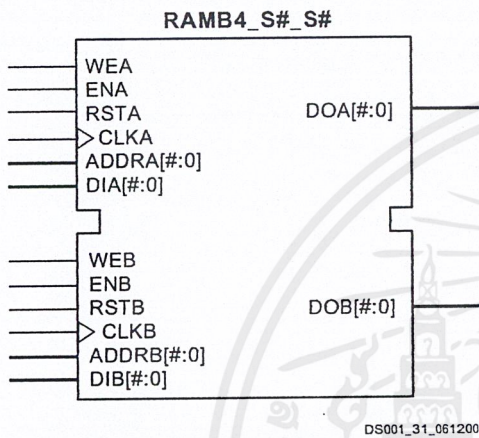 RAMB4_S#_S#
WEA
ENA
RSTA
CLKA
ADDRA[#:0]
DIA[#:0]
DOA[#:0]
WEB
ENB
RSTB
CLKB
ADDRB[#:0]
DIB[#:0]
DOB[#:0]
DS001_31_061200